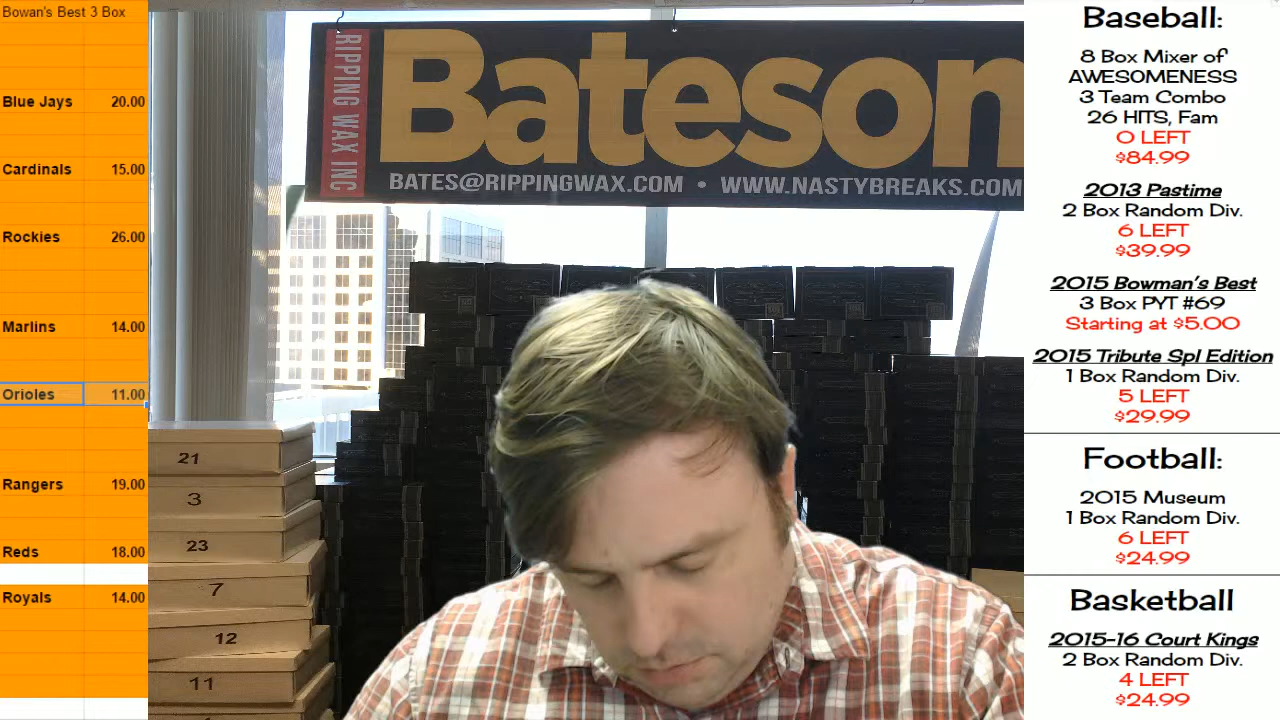 Bowan's Best 3 Box
Blue Jays 20.00
Cardinals 15.00
Rockies 26.00
Marlins 14.00
Orioles 11.00
Rangers 19.00
Reds 18.00
Royals 14.00
RIPPING WAX INC
Bateson
BATES@RIPPINGWAX.COM • WWW.NASTYBREAKS.COM
21
3
23
7
12
11
Baseball:
8 Box Mixer of
AWESOMENESS
3 Team Combo
26 HITS, Fam
0 LEFT
$84.99
2013 Pastime
2 Box Random Div.
6 LEFT
$39.99
2015 Bowman's Best
3 Box PYT #69
Starting at $5.00
2015 Tribute Spl Edition
1 Box Random Div.
5 LEFT
$29.99
Football:
2015 Museum
1 Box Random Div.
6 LEFT
$24.99
Basketball
2015-16 Court Kings
2 Box Random Div.
4 LEFT
$24.99